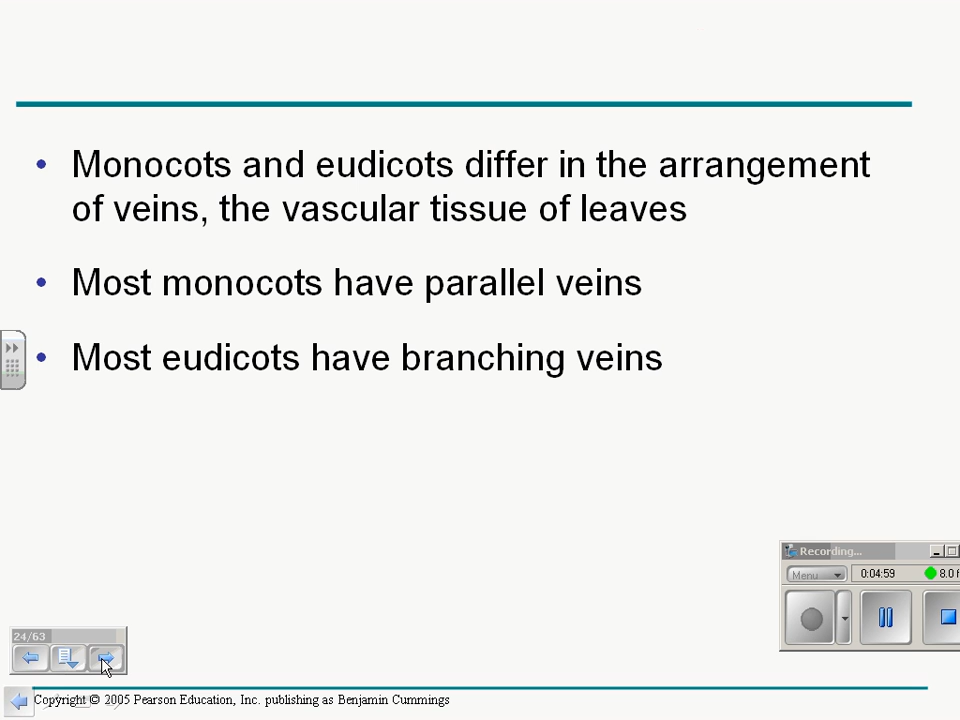 • Monocots and eudicots differ in the arrangement
of veins, the vascular tissue of leaves
• Most monocots have parallel veins
• Most eudicots have branching veins
Recording...
Menu
0:04:59
8.0 f
24/63
Copyright © 2005 Pearson Education, Inc. publishing as Benjamin Cummings